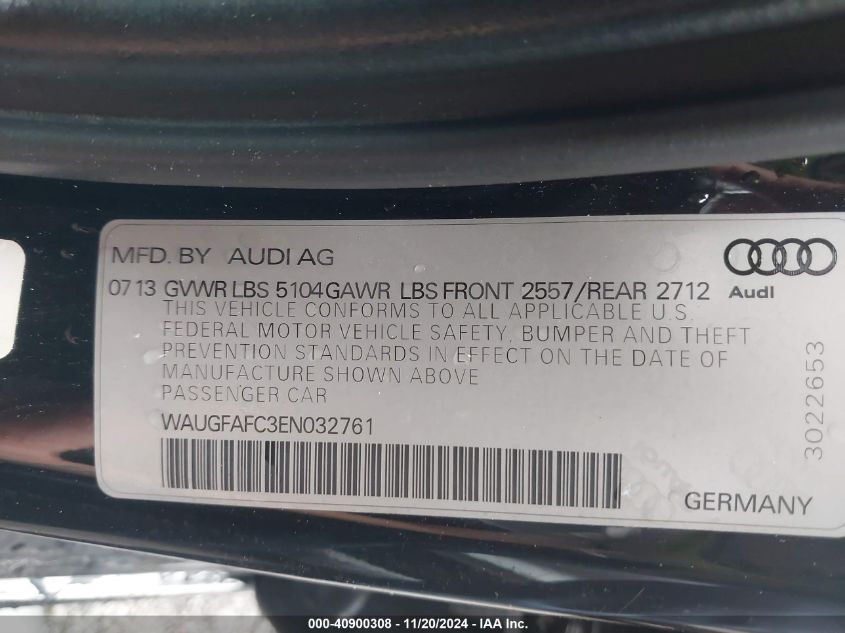 MFD. BY AUDI AG
Audi
07 13 GVWR LBS 5104 GAWR LBS FRONT 2557/REAR 2712
THIS VEHICLE CONFORMS TO ALL APPLICABLE U.S.
FEDERAL MOTOR VEHICLE SAFETY, BUMPER AND THEFT
PREVENTION STANDARDS IN EFFECT ON THE DATE OF
MANUFACTURE SHOWN ABOVE
PASSENGER CAR
WAUGFAFC3EN032761
3022653
GERMANY
000-40900308 - 11/20/2024 - IAA Inc.